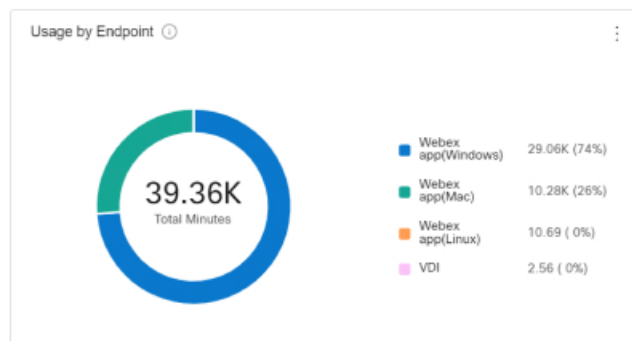 Usage by Endpoint
39.36K
Total Minutes
Webex
app(Windows)
29.06K (74%)
Webex
app(Mac)
10.28K (26%)
Webex
app(Linux)
10.69 ( 0%)
VDI
2.56 ( 0%)